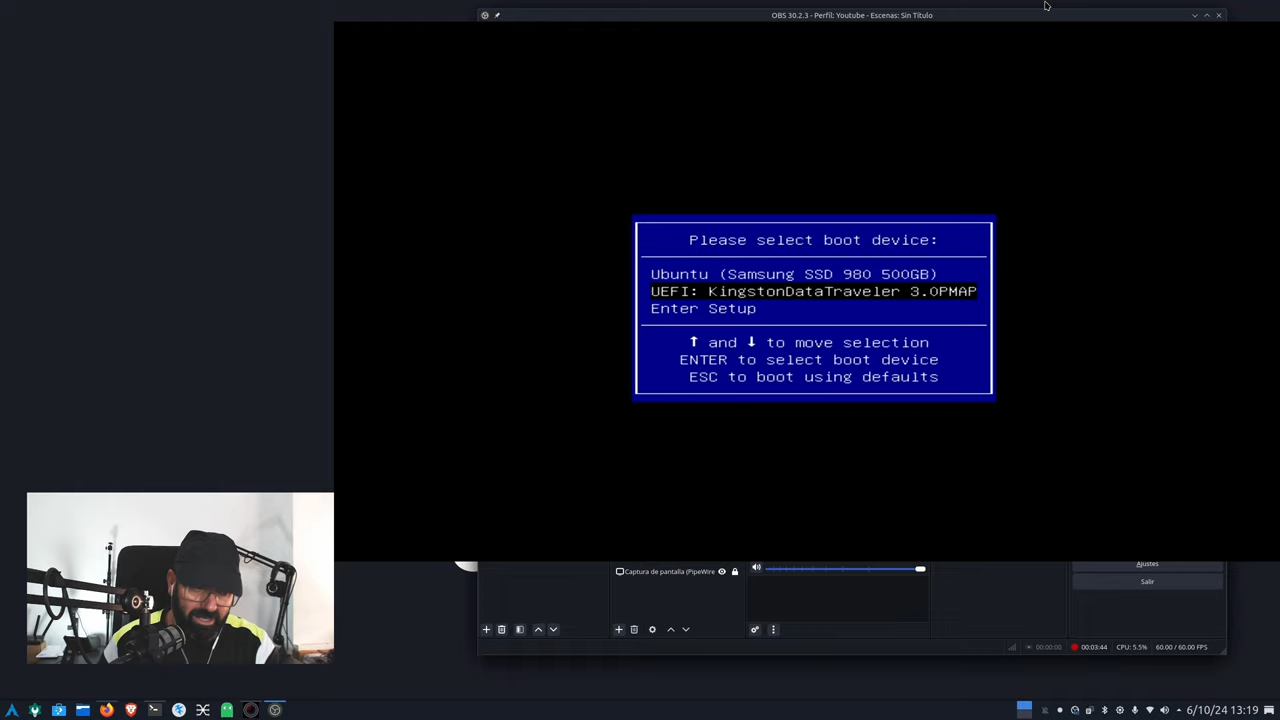 OBS 30.2.3 - Perfil: Youtube - Escenas: Sin Título
Please select boot device:
Ubuntu (Samsung SSD 980 500GB)
UEFI: KingstonDataTraveler 3.0PMAP
Enter Setup
↑ and ↓ to move selection
ENTER to select boot device
ESC to boot using defaults
Captura de pantalla (PipeWire
Ajustes
Salir
00:00:00
00:03:44
CPU: 5.5%
60.00 / 60.00 FPS
6/10/24 13:19